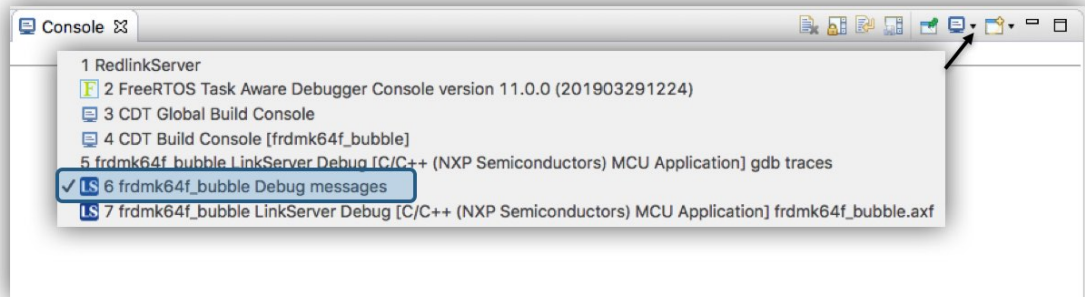 Console
1 RedlinkServer
F 2 FreeRTOS Task Aware Debugger Console version 11.0.0 (201903291224)
3 CDT Global Build Console
4 CDT Build Console [frdmk64f_bubble]
5 frdmk64f_bubble LinkServer Debug [C/C++ (NXP Semiconductors) MCU Application] gdb traces
✓ LS 6 frdmk64f_bubble Debug messages
LS 7 frdmk64f_bubble LinkServer Debug [C/C++ (NXP Semiconductors) MCU Application] frdmk64f_bubble.axf